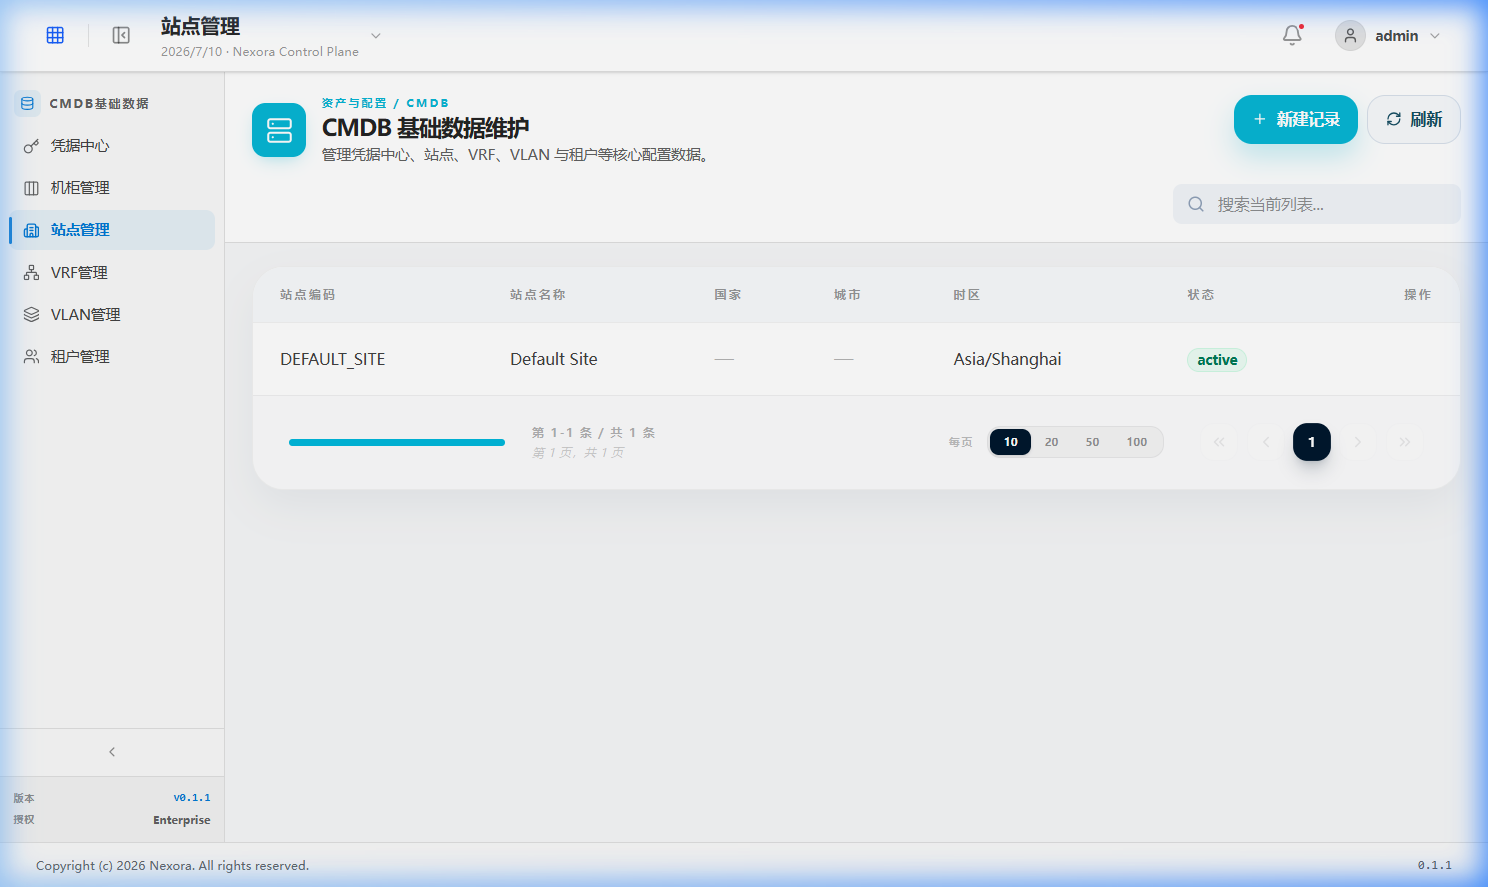 站点管理
2026/7/10 · Nexora Control Plane
admin
CMDB基础数据
凭据中心
机柜管理
站点管理
VRF管理
VLAN管理
租户管理
版本 v0.1.1
授权 Enterprise
资产与配置 / CMDB
CMDB 基础数据维护
管理凭据中心、站点、VRF、VLAN 与租户等核心配置数据。
新建记录
刷新
搜索当前列表...
站点编码 站点名称 国家 城市 时区 状态 操作
DEFAULT_SITE Default Site — — Asia/Shanghai active
第 1-1 条 / 共 1 条
第 1 页，共 1 页
每页 10 20 50 100
« ‹ 1 › »
Copyright (c) 2026 Nexora. All rights reserved.
0.1.1